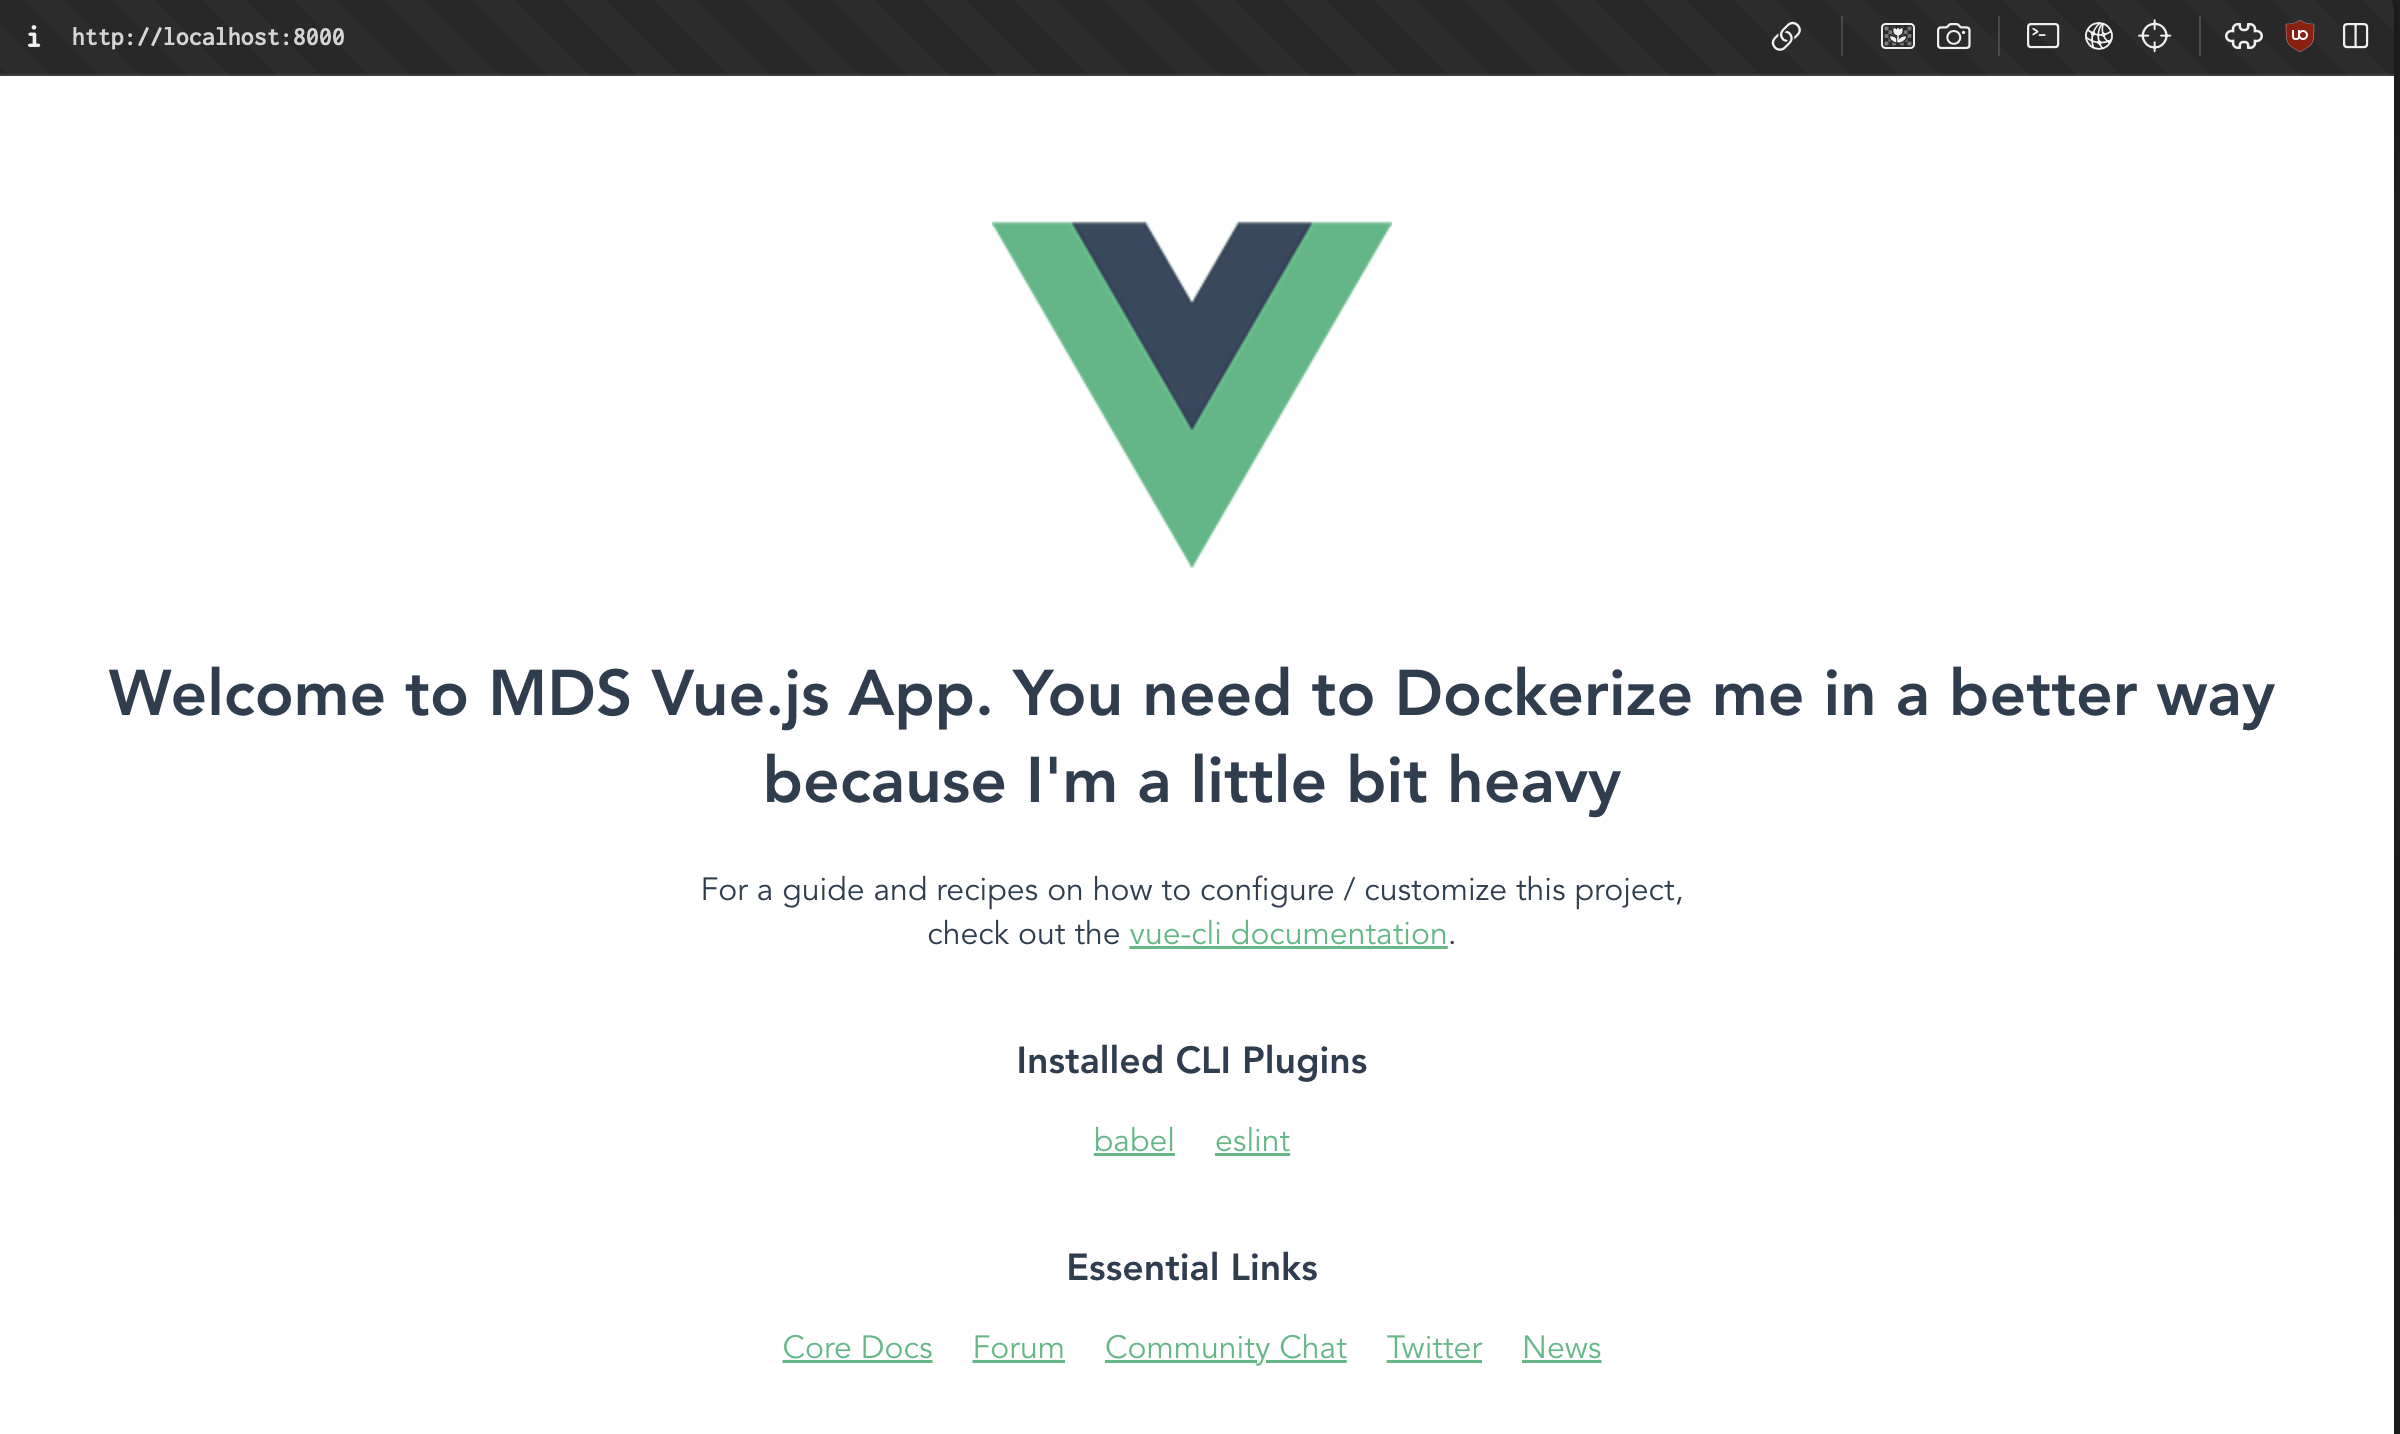 http://localhost:8000
Welcome to MDS Vue.js App. You need to Dockerize me in a better way
because I'm a little bit heavy
For a guide and recipes on how to configure / customize this project,
check out the vue-cli documentation.
Installed CLI Plugins
babel eslint
Essential Links
Core Docs Forum Community Chat Twitter News